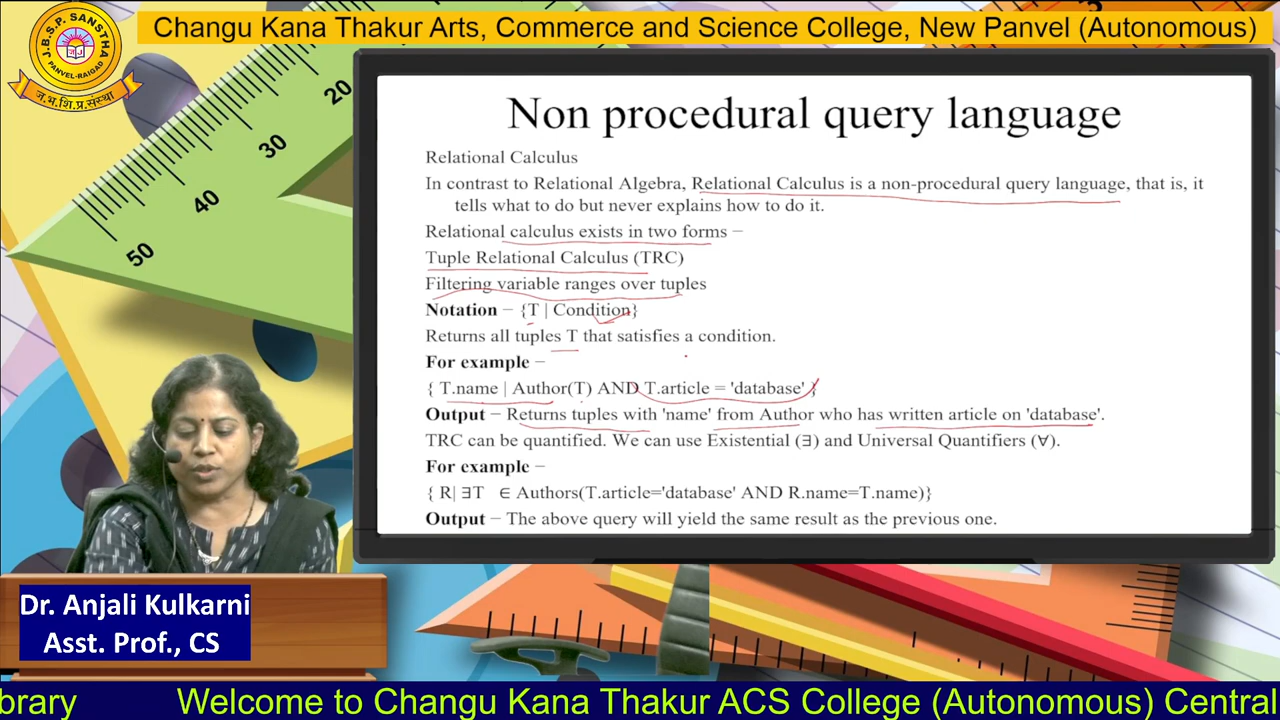 Changu Kana Thakur Arts, Commerce and Science College, New Panvel (Autonomous)
J.B.S.P. SANSTHA
PANVEL-RAIGAD
ज.भ.शि.प्र.संस्था
20
30
40
50
3
Non procedural query language
Relational Calculus
In contrast to Relational Algebra, Relational Calculus is a non-procedural query language, that is, it
tells what to do but never explains how to do it.
Relational calculus exists in two forms −
Tuple Relational Calculus (TRC)
Filtering variable ranges over tuples
Notation − {T | Condition}
Returns all tuples T that satisfies a condition.
For example −
{ T.name | Author(T) AND T.article = 'database' }
Output − Returns tuples with 'name' from Author who has written article on 'database'.
TRC can be quantified. We can use Existential (∃) and Universal Quantifiers (∀).
For example −
{ R| ∃T ∈ Authors(T.article='database' AND R.name=T.name)}
Output − The above query will yield the same result as the previous one.
Dr. Anjali Kulkarni
Asst. Prof., CS
brary Welcome to Changu Kana Thakur ACS College (Autonomous) Central